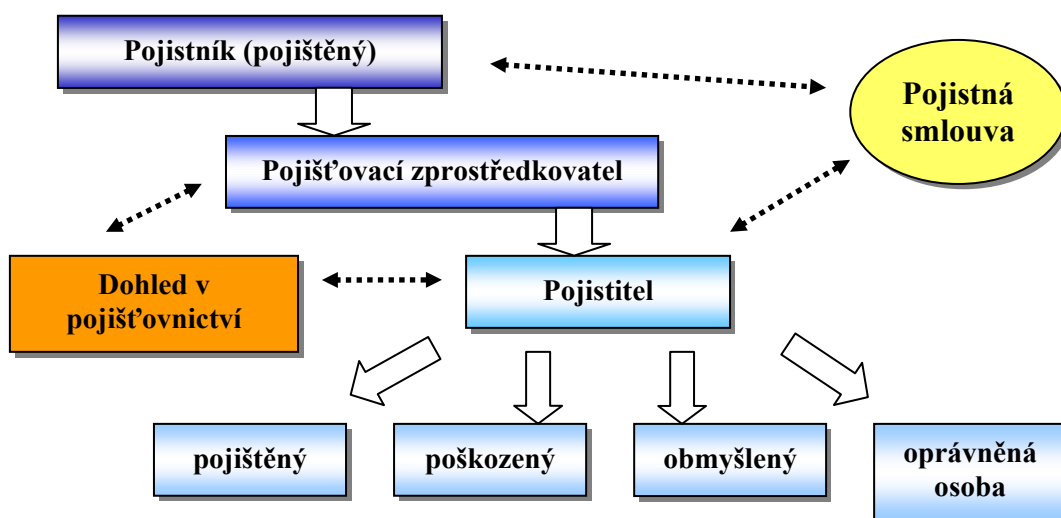 Pojistník (pojištěný)
Pojistná
smlouva
Pojišťovací zprostředkovatel
Dohled v
pojišťovnictví
Pojistitel
pojištěný
poškozený
obmyšlený
oprávněná
osoba